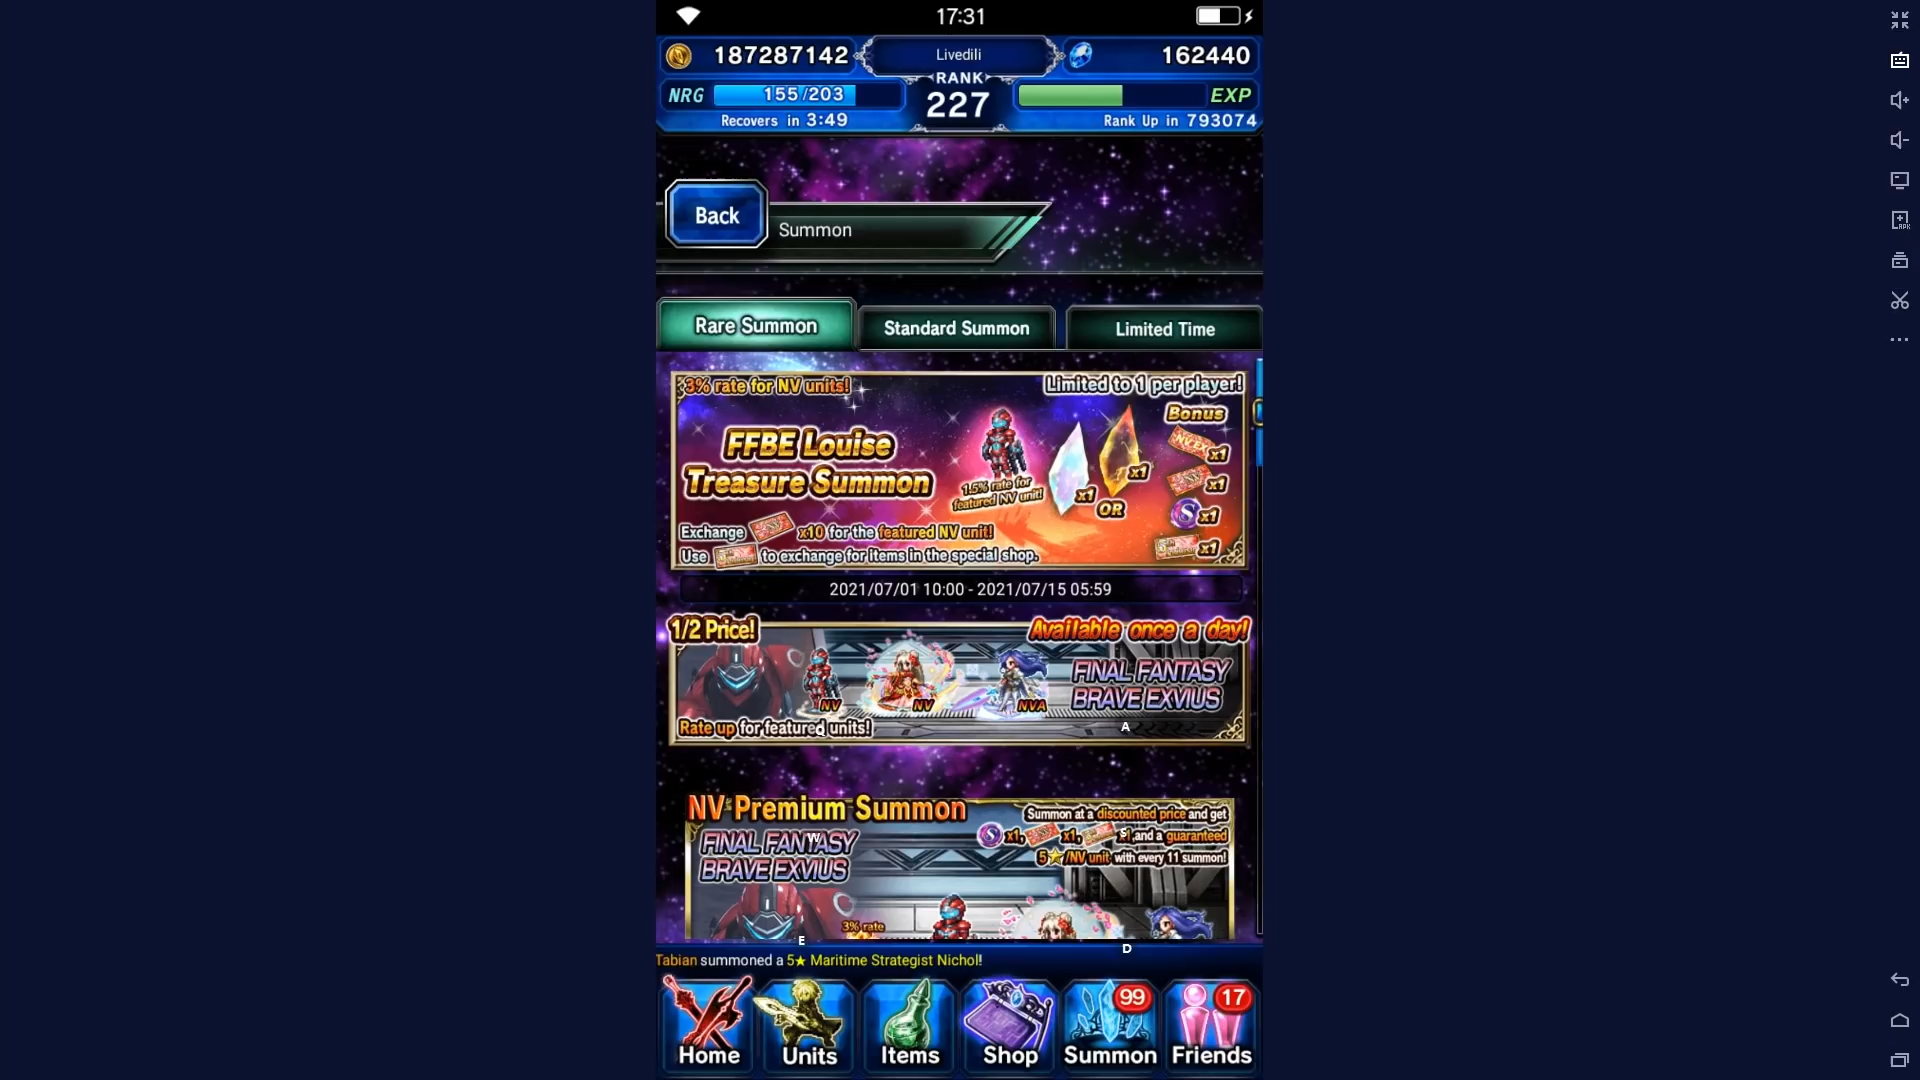 17:31
187287142
Livedili
162440
NRG 155/203
RANK
227
EXP
Recovers in 3:49
Rank Up in 793074
Back
Summon
Rare Summon
Standard Summon
Limited Time
3% rate for NV units!
Limited to 1 per player!
FFBE Louise
Treasure Summon
1.5% rate for
featured NV unit!
x1
OR
x1
Bonus
NV EX x1
NV x1
S x1
x1
Exchange NV x10 for the featured NV unit!
Use to exchange for items in the special shop.
2021/07/01 10:00 - 2021/07/15 05:59
1/2 Price!
Available once a day!
NV
NV
NVA
FINAL FANTASY
BRAVE EXVIUS
Rate up for featured units!
Q
A
NV Premium Summon
FINAL FANTASY
BRAVE EXVIUS
W
Summon at a discounted price and get
S x1, x1, x1, and a guaranteed
S
5★/NV unit with every 11 summon!
3% rate
E
D
Tabian summoned a 5★ Maritime Strategist Nichol!
Home
Units
Items
Shop
99
Summon
17
Friends